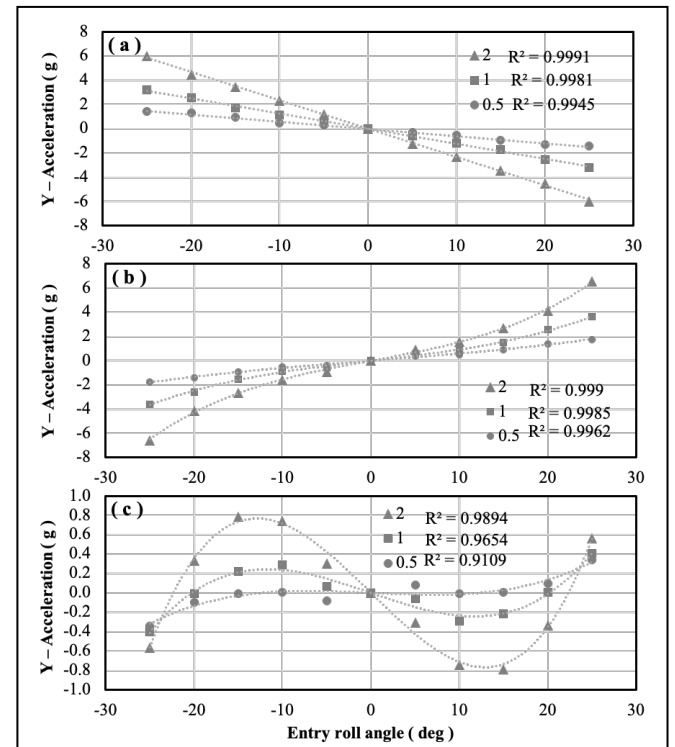 ( a )
2 R² = 0.9991
1 R² = 0.9981
0.5 R² = 0.9945
Y – Acceleration ( g )
8
6
4
2
0
-2
-4
-6
-8
-30 -20 -10 0 10 20 30
( b )
2 R² = 0.999
1 R² = 0.9985
0.5 R² = 0.9962
Y – Acceleration ( g )
8
6
4
2
0
-2
-4
-6
-8
-30 -20 -10 0 10 20 30
( c )
2 R² = 0.9894
1 R² = 0.9654
0.5 R² = 0.9109
Y – Acceleration ( g )
1.0
0.8
0.6
0.4
0.2
0.0
-0.2
-0.4
-0.6
-0.8
-1.0
-30 -20 -10 0 10 20 30
Entry roll angle ( deg )